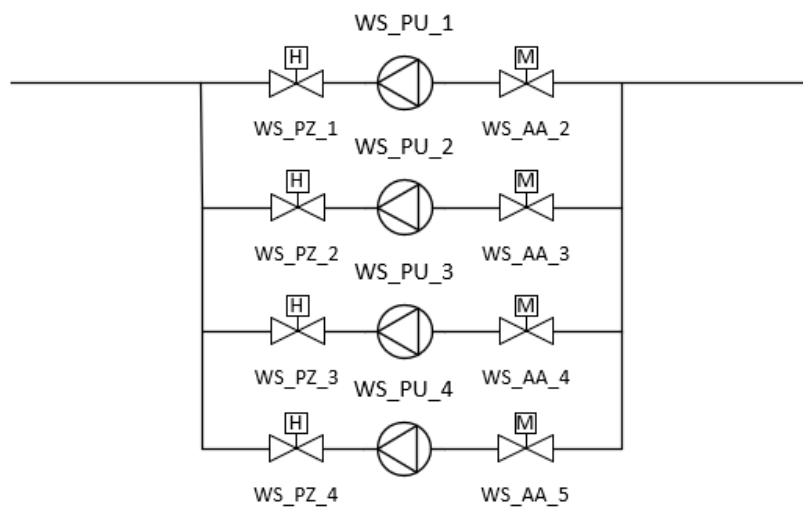 WS_PU_1
H
M
WS_PZ_1
WS_AA_2
WS_PU_2
H
M
WS_PZ_2
WS_AA_3
WS_PU_3
H
M
WS_PZ_3
WS_AA_4
WS_PU_4
H
M
WS_PZ_4
WS_AA_5